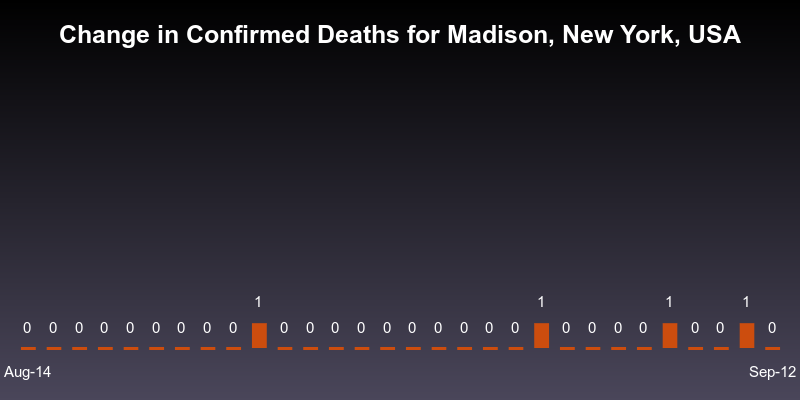 Change in Confirmed Deaths for Madison, New York, USA
1 1 1 1
0 0 0 0 0 0 0 0 0 0 0 0 0 0 0 0 0 0 0 0 0 0 0 0 0 0
Aug-14 Sep-12